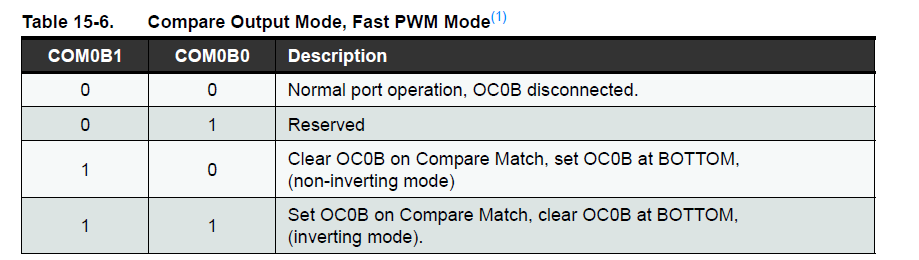 Table 15-6. Compare Output Mode, Fast PWM Mode(1)
COM0B1 COM0B0 Description
0 0 Normal port operation, OC0B disconnected.
0 1 Reserved
1 0 Clear OC0B on Compare Match, set OC0B at BOTTOM,
(non-inverting mode)
1 1 Set OC0B on Compare Match, clear OC0B at BOTTOM,
(inverting mode).